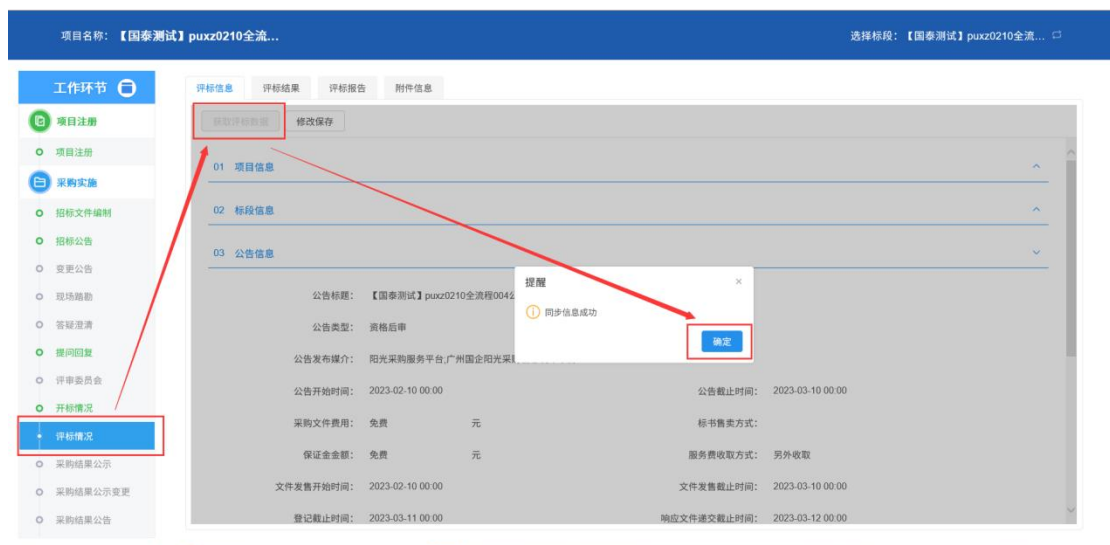 项目名称：【国泰测试】puxz0210全流... 选择标段：【国泰测试】puxz0210全流...
工作环节
项目注册
项目注册
采购实施
招标文件编制
招标公告
变更公告
现场踏勘
答疑澄清
提问回复
评审委员会
开标情况
评标情况
采购结果公示
采购结果公示变更
采购结果公告
评标信息 评标结果 评标报告 附件信息
获取评标数据 修改保存
01 项目信息
02 标段信息
03 公告信息
公告标题： 【国泰测试】puxz0210全流程004公
公告类型： 资格后审
公告发布媒介： 阳光采购服务平台,广州国企阳光采
公告开始时间： 2023-02-10 00:00 公告截止时间： 2023-03-10 00:00
采购文件费用： 免费 元 标书售卖方式：
保证金金额： 免费 元 服务费收取方式： 另外收取
文件发售开始时间： 2023-02-10 00:00 文件发售截止时间： 2023-03-10 00:00
登记截止时间： 2023-03-11 00:00 响应文件递交截止时间： 2023-03-12 00:00
提醒
同步信息成功
确定